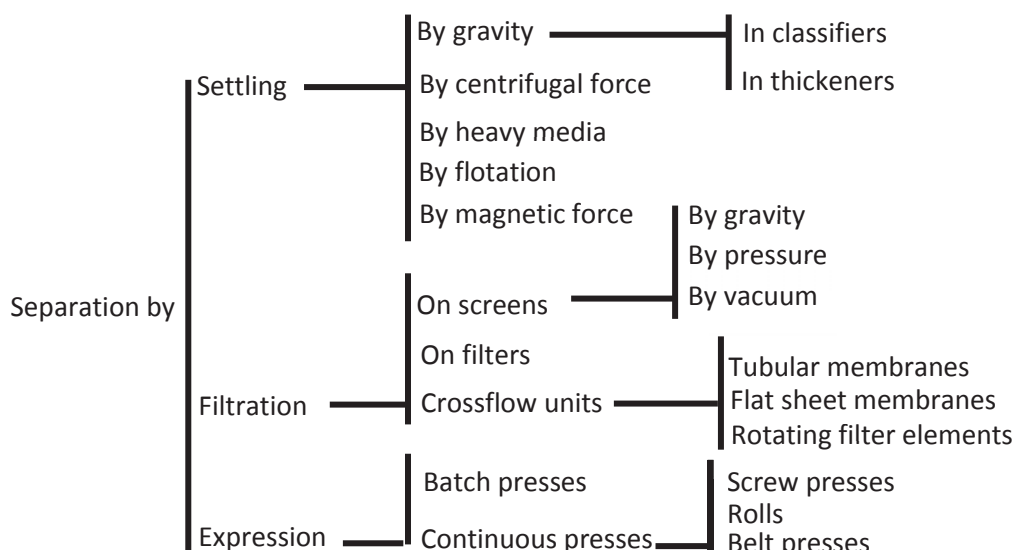 Separation by
Settling
By gravity
In classifiers
In thickeners
By centrifugal force
By heavy media
By flotation
By magnetic force
Filtration
On screens
By gravity
By pressure
By vacuum
On filters
Crossflow units
Tubular membranes
Flat sheet membranes
Rotating filter elements
Expression
Batch presses
Continuous presses
Screw presses
Rolls
Belt presses